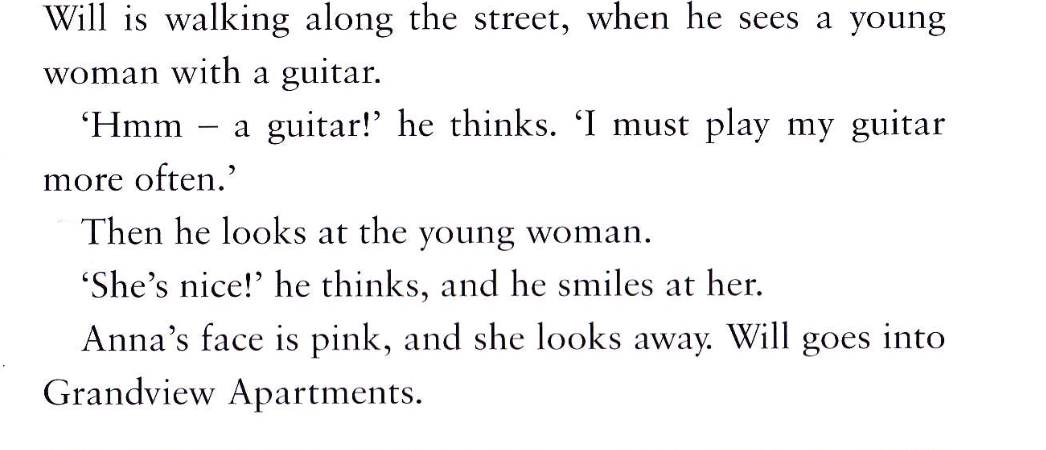 Will is walking along the street, when he sees a young
woman with a guitar.
‘Hmm – a guitar!’ he thinks. ‘I must play my guitar
more often.’
Then he looks at the young woman.
‘She’s nice!’ he thinks, and he smiles at her.
Anna’s face is pink, and she looks away. Will goes into
Grandview Apartments.